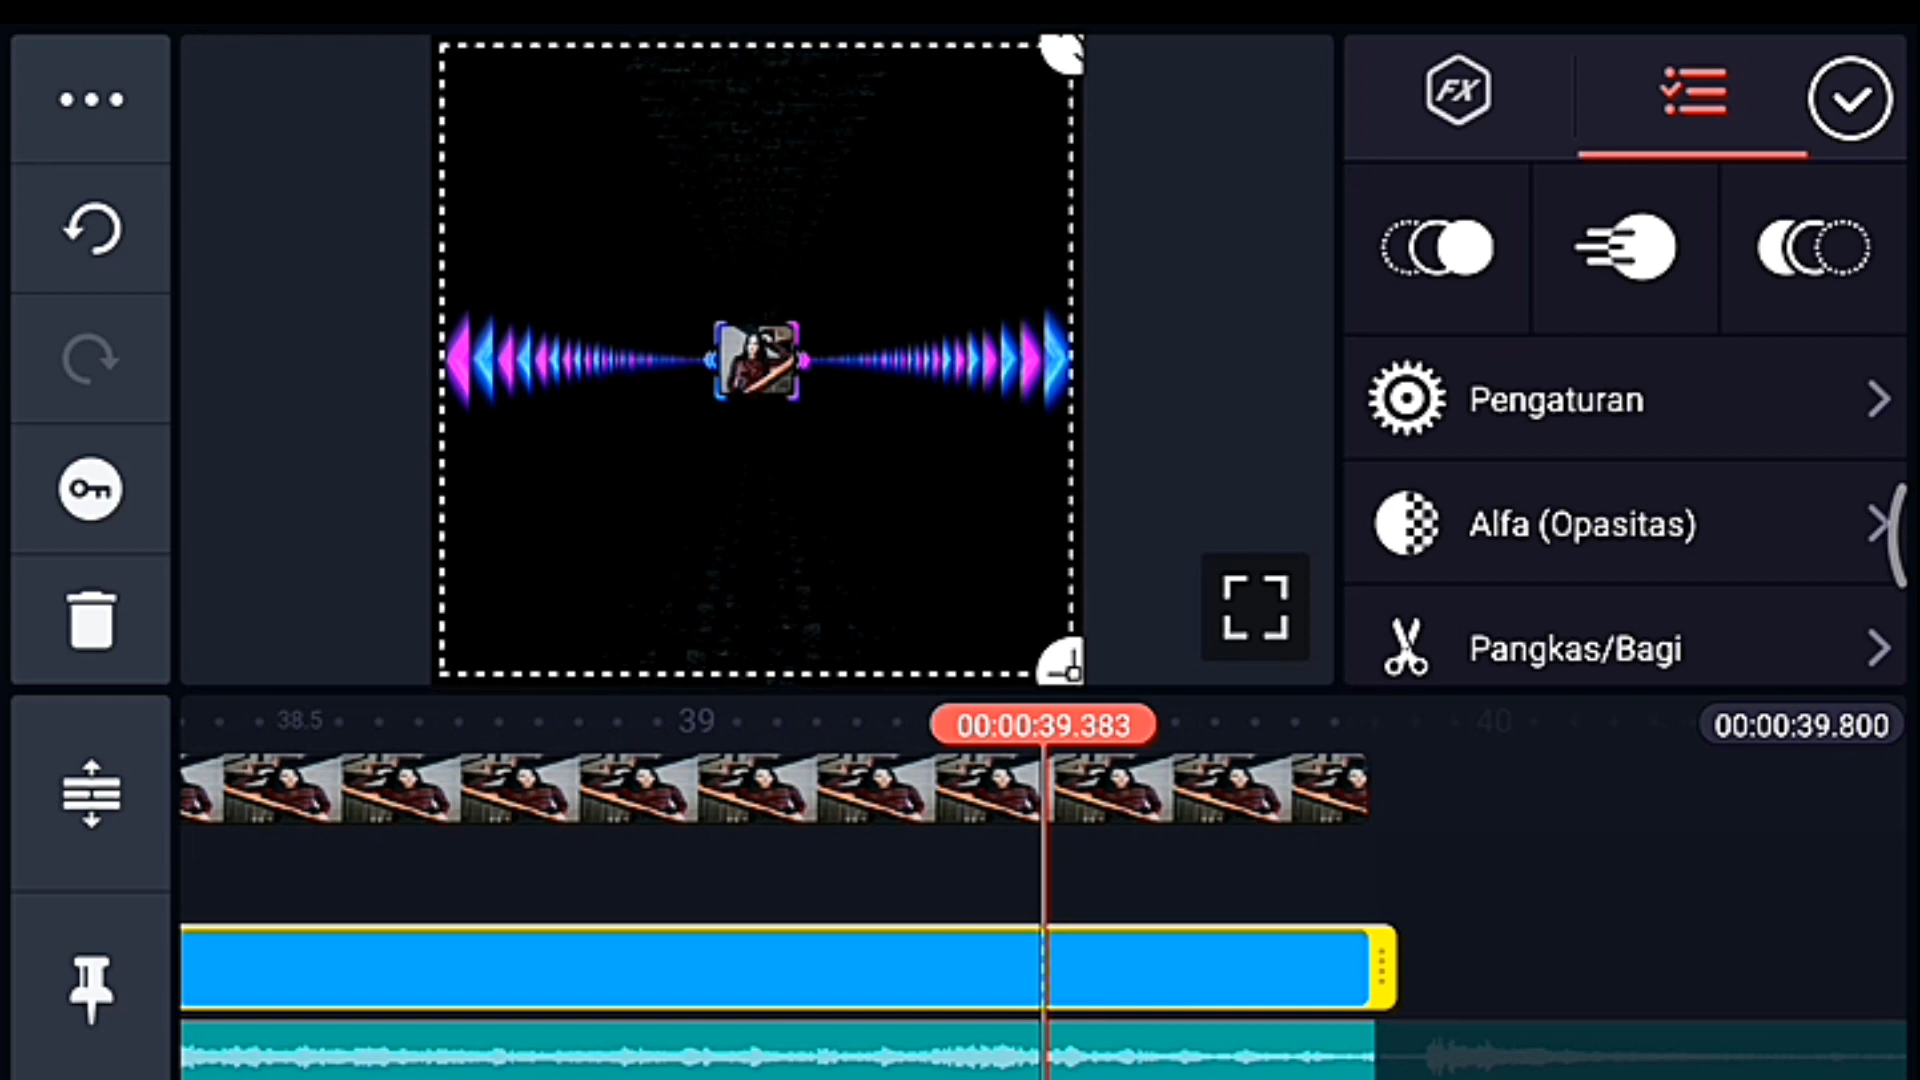 FX
Pengaturan
Alfa (Opasitas)
Pangkas/Bagi
38.5
39
00:00:39.383
40
00:00:39.800